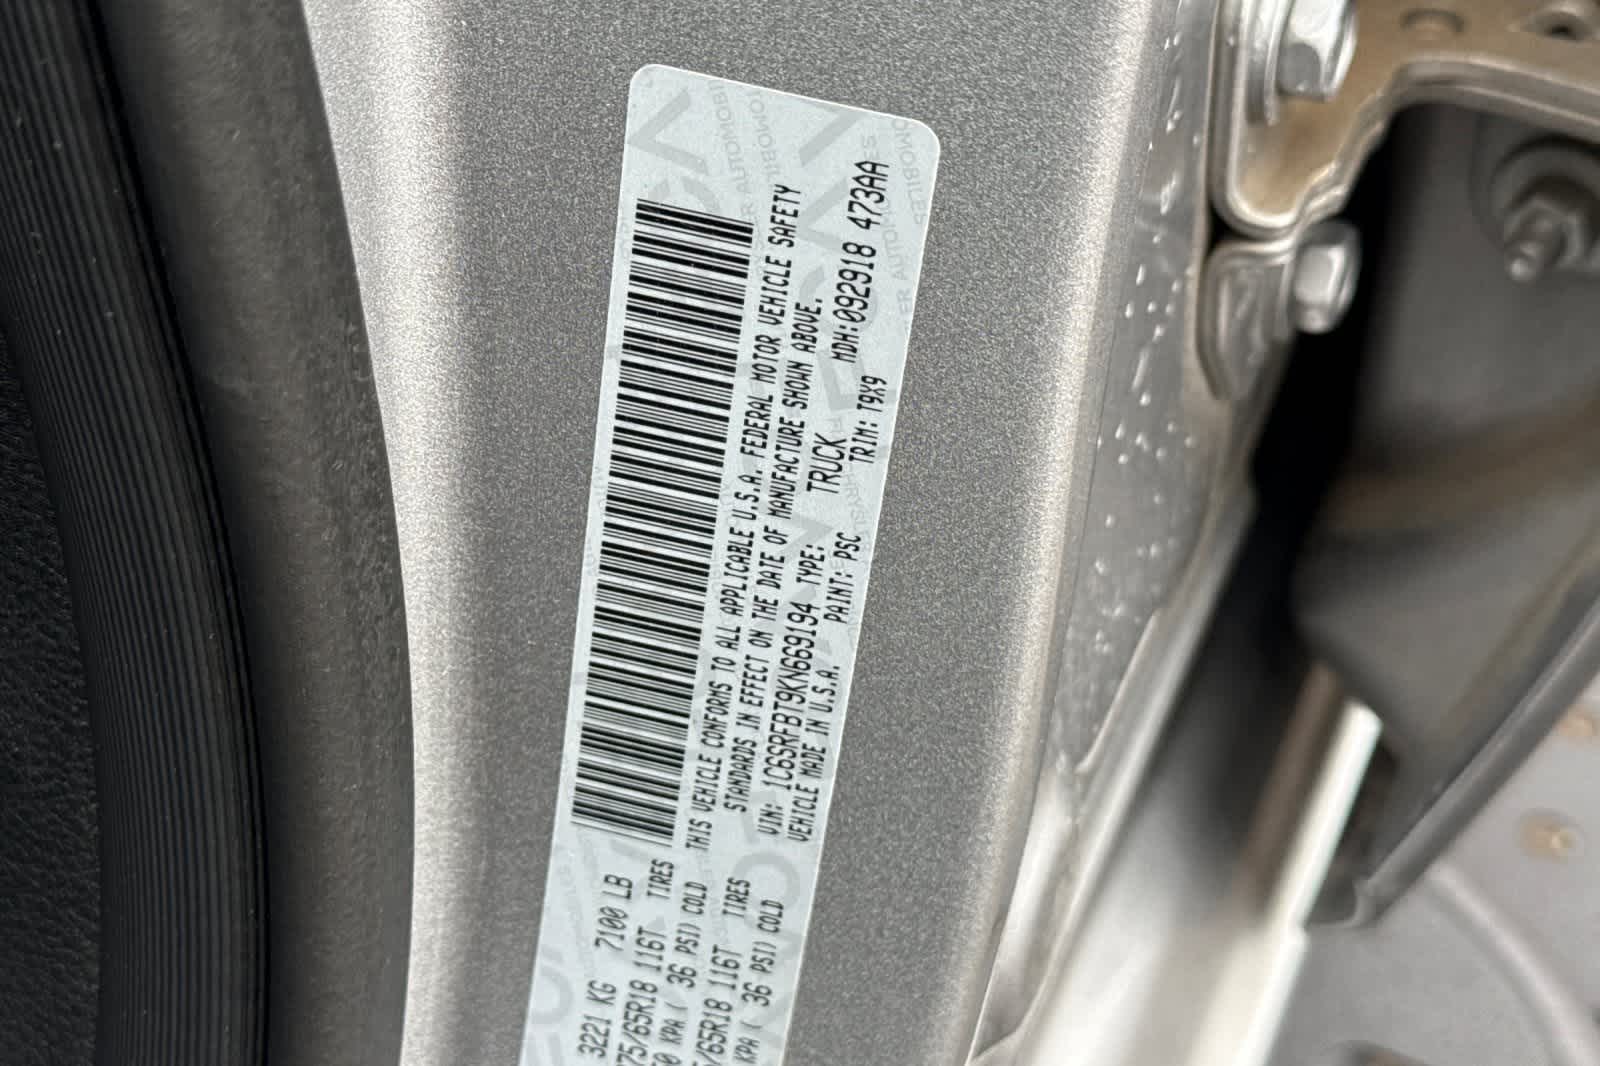 3221 KG 7100 LB
75/65R18 116T TIRES
KPA ( 36 PSI) COLD
/65R18 116T TIRES
KPA ( 36 PSI) COLD
THIS VEHICLE CONFORMS TO ALL APPLICABLE U.S.A. FEDERAL MOTOR VEHICLE SAFETY
STANDARDS IN EFFECT ON THE DATE OF MANUFACTURE SHOWN ABOVE.
VIN: 1C6SRFBT9KN669194 TYPE: TRUCK MDH:092918 473AA
VEHICLE MADE IN U.S.A. PAINT: PSC TRIM: T9X9